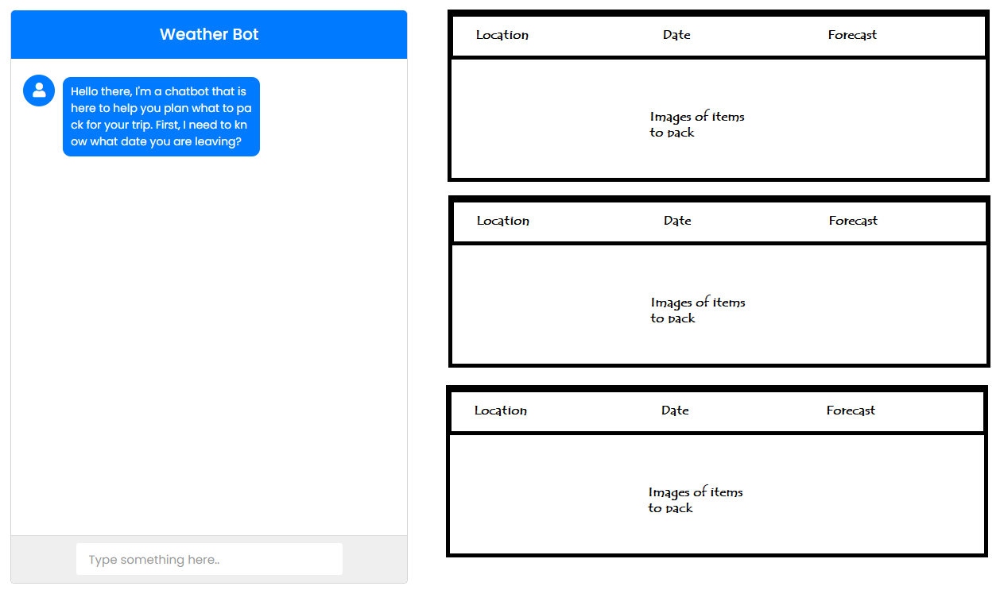 Weather Bot
Hello there, I'm a chatbot that is
here to help you plan what to pa
ck for your trip. First, I need to kn
ow what date you are leaving?
Type something here..
Location Date Forecast
Images of items
to pack
Location Date Forecast
Images of items
to pack
Location Date Forecast
Images of items
to pack